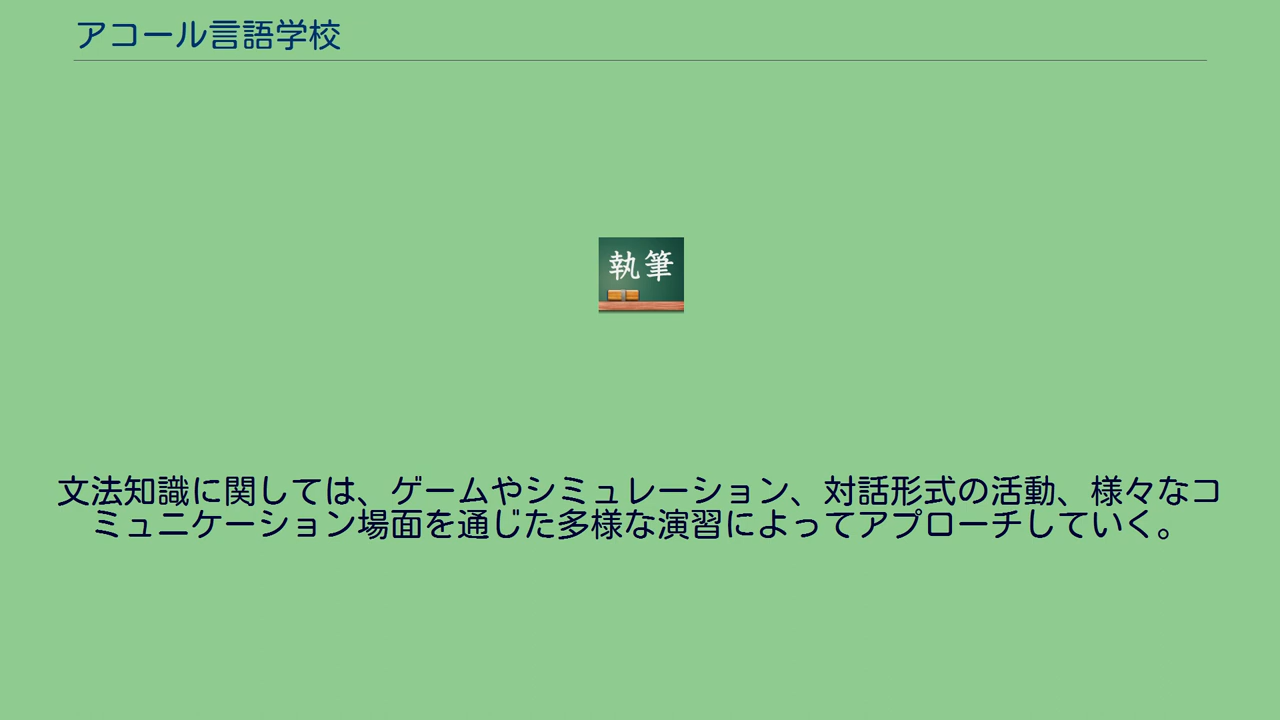 アコール言語学校
執筆
文法知識に関しては、ゲームやシミュレーション、対話形式の活動、様々なコ
ミュニケーション場面を通じた多様な演習によってアプローチしていく。